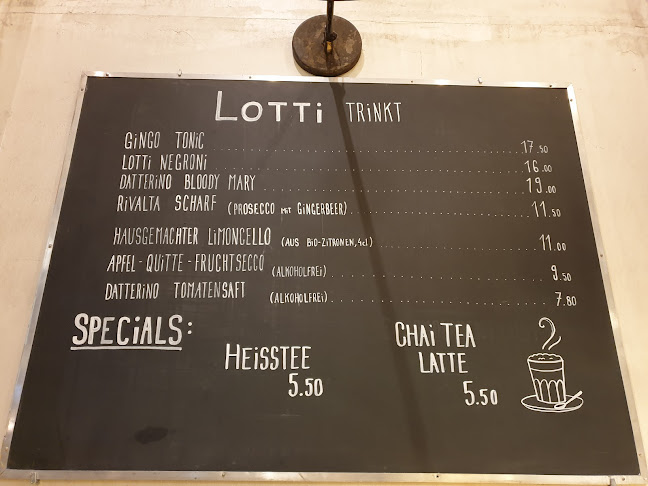 LOTTi TRiNKT
GiNGO TONiC 17.50
LOTTi NEGRONi 16.00
DATTERiNO BLOODY MARY 19.00
RiVALTA SCHARF (PROSECCO MiT GiNGERBEER) 11.50
HAUSGEMACHTER LiMONCELLO (AUS BiO-ZiTRONEN, 4cl) 11.00
APFEL-QUiTTE-FRUCHTSECCO (ALKOHOLFREi) 9.50
DATTERiNO TOMATENSAFT (ALKOHOLFREi) 7.80
SPECiALS:
HEiSSTEE
5.50
CHAi TEA
LATTE
5.50